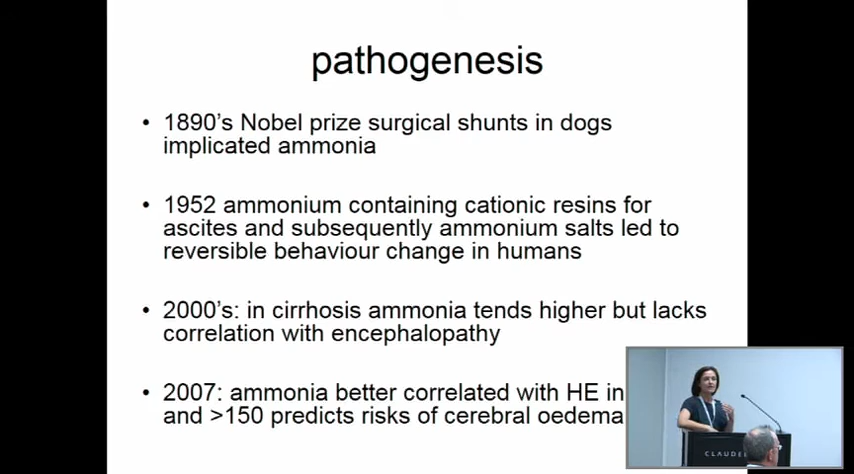 pathogenesis
• 1890's Nobel prize surgical shunts in dogs
implicated ammonia
• 1952 ammonium containing cationic resins for
ascites and subsequently ammonium salts led to
reversible behaviour change in humans
• 2000's: in cirrhosis ammonia tends higher but lacks
correlation with encephalopathy
• 2007: ammonia better correlated with HE in
and >150 predicts risks of cerebral oedema